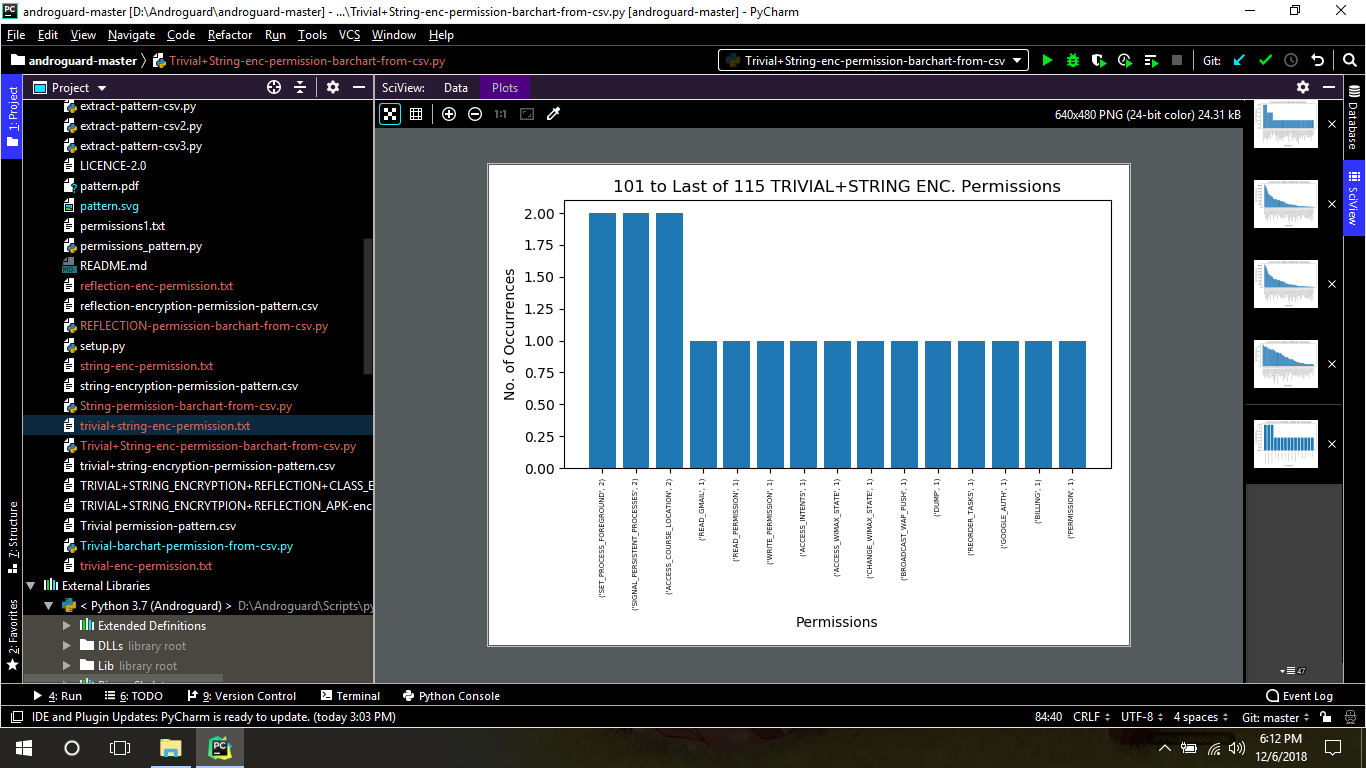 androguard-master [D:\Androguard\androguard-master] - ...\Trivial+String-enc-permission-barchart-from-csv.py [androguard-master] - PyCharm
File Edit View Navigate Code Refactor Run Tools VCS Window Help
androguard-master Trivial+String-enc-permission-barchart-from-csv.py
Trivial+String-enc-permission-barchart-from-csv
Git:
1: Project
7: Structure
2: Favorites
Project
extract-pattern-csv.py
extract-pattern-csv2.py
extract-pattern-csv3.py
LICENCE-2.0
pattern.pdf
pattern.svg
permissions1.txt
permissions_pattern.py
README.md
reflection-enc-permission.txt
reflection-encryption-permission-pattern.csv
REFLECTION-permission-barchart-from-csv.py
setup.py
string-enc-permission.txt
string-encryption-permission-pattern.csv
String-permission-barchart-from-csv.py
trivial+string-enc-permission.txt
Trivial+String-enc-permission-barchart-from-csv.py
trivial+string-encryption-permission-pattern.csv
TRIVIAL+STRING_ENCRYPTION+REFLECTION+CLASS_E
TRIVIAL+STRING_ENCRYPTION+REFLECTION_APK-enc
Trivial permission-pattern.csv
Trivial-barchart-permission-pattern-from-csv.py
trivial-enc-permission.txt
External Libraries
< Python 3.7 (Androguard) > D:\Androguard\Scripts\py
Extended Definitions
DLLs library root
Lib library root
SciView: Data Plots
1:1
640x480 PNG (24-bit color) 24.31 kB
101 to Last of 115 TRIVIAL+STRING ENC. Permissions
No. of Occurrences
2.00
1.75
1.50
1.25
1.00
0.75
0.50
0.25
0.00
('SET_PROCESS_FOREGROUND', 2)
('SIGNAL_PERSISTENT_PROCESSES', 2)
('ACCESS_COURSE_LOCATION', 2)
('READ_GMAIL', 1)
('READ_PERMISSION', 1)
('WRITE_PERMISSION', 1)
('ACCESS_INTENTS', 1)
('ACCESS_WIMAX_STATE', 1)
('CHANGE_WIMAX_STATE', 1)
('BROADCAST_WAP_PUSH', 1)
('DUMP', 1)
('REORDER_TASKS', 1)
('GOOGLE_AUTH', 1)
('BILLING', 1)
('PERMISSION', 1)
Permissions
47
Database
SciView
4: Run 6: TODO 9: Version Control Terminal Python Console Event Log
IDE and Plugin Updates: PyCharm is ready to update. (today 3:03 PM) 84:40 CRLF UTF-8 4 spaces Git: master
6:12 PM
12/6/2018